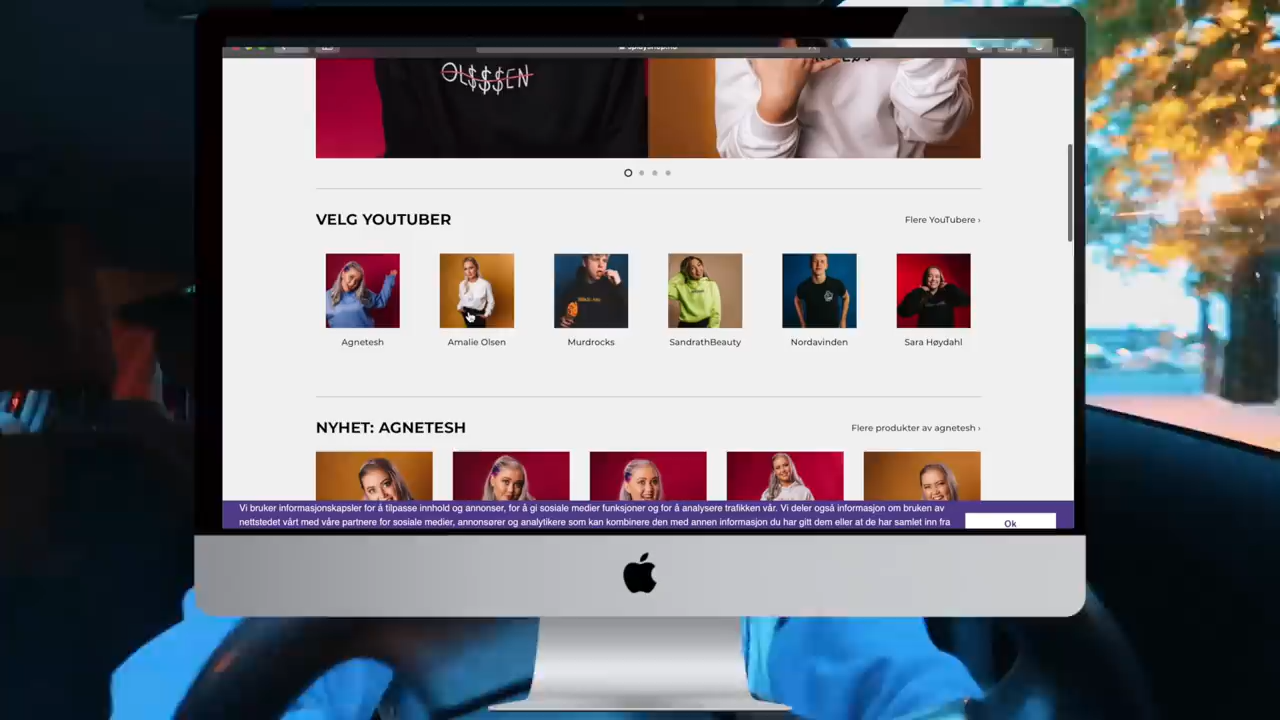 OL$$$EN
VELG YOUTUBER
Flere YouTubere ›
Agnetesh
Amalie Olsen
Murdrocks
SandrathBeauty
Nordavinden
Sara Høydahl
NYHET: AGNETESH
Flere produkter av agnetesh ›
Vi bruker informasjonskapsler for å tilpasse innhold og annonser, for å gi sosiale medier funksjoner og for å analysere trafikken vår. Vi deler også informasjon om bruken av
nettstedet vårt med våre partnere for sosiale medier, annonsører og analytikere som kan kombinere den med annen informasjon du har gitt dem eller at de har samlet inn fra
Ok